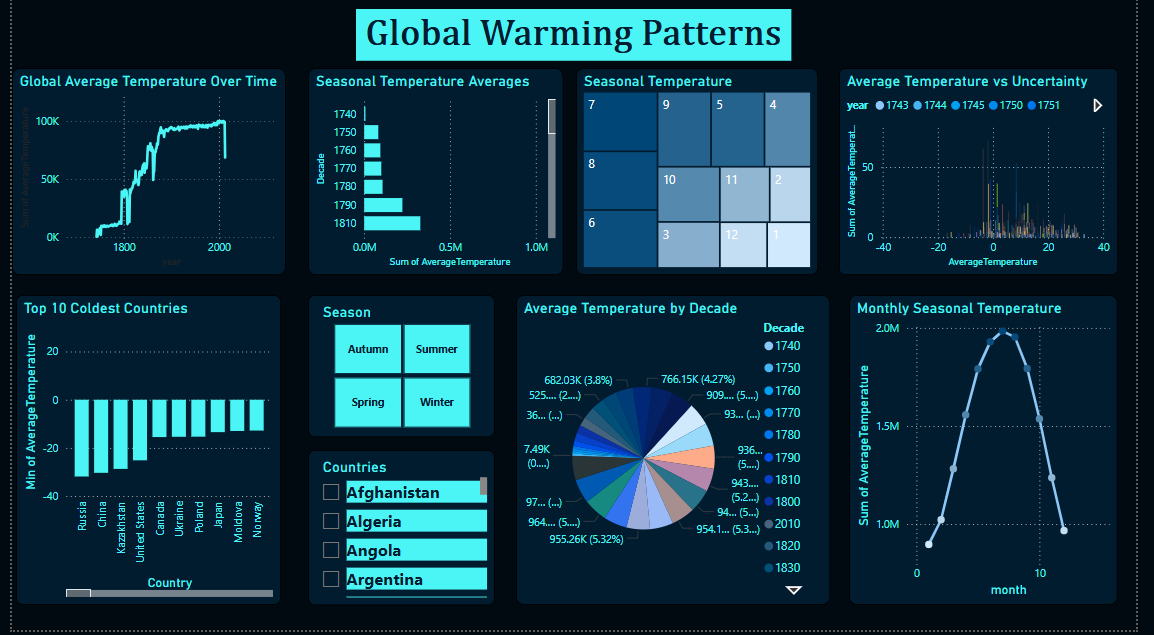 Global Warming Patterns
Global Average Temperature Over Time
Sum of AverageTemperature
100K
50K
0K
1800
2000
year
Seasonal Temperature Averages
Decade
1740
1750
1760
1770
1780
1790
1810
0.0M
0.5M
1.0M
Sum of AverageTemperature
Seasonal Temperature
7
9
5
4
8
10
11
2
6
3
12
1
Average Temperature vs Uncertainty
year
1743
1744
1745
1750
1751
Sum of AverageTemperat...
50
0
-40
-20
0
20
40
AverageTemperature
Top 10 Coldest Countries
Min of AverageTemperature
20
0
-20
-40
Russia
China
Kazakhstan
United States
Canada
Ukraine
Poland
Japan
Moldova
Norway
Country
Season
Autumn
Summer
Spring
Winter
Countries
Afghanistan
Algeria
Angola
Argentina
Average Temperature by Decade
682.03K (3.8%)
766.15K (4.27%)
525.... (2....)
909.... (5....)
36... (...)
93... (...)
7.49K
(0....)
936...
(5....)
97... (...)
943....
(5.2...)
964.... (5....)
94... (5....)
955.26K (5.32%)
954.1... (5.3...)
Decade
1740
1750
1760
1770
1780
1790
1810
1800
2010
1820
1830
Monthly Seasonal Temperature
Sum of AverageTemperature
2.0M
1.5M
1.0M
0
10
month